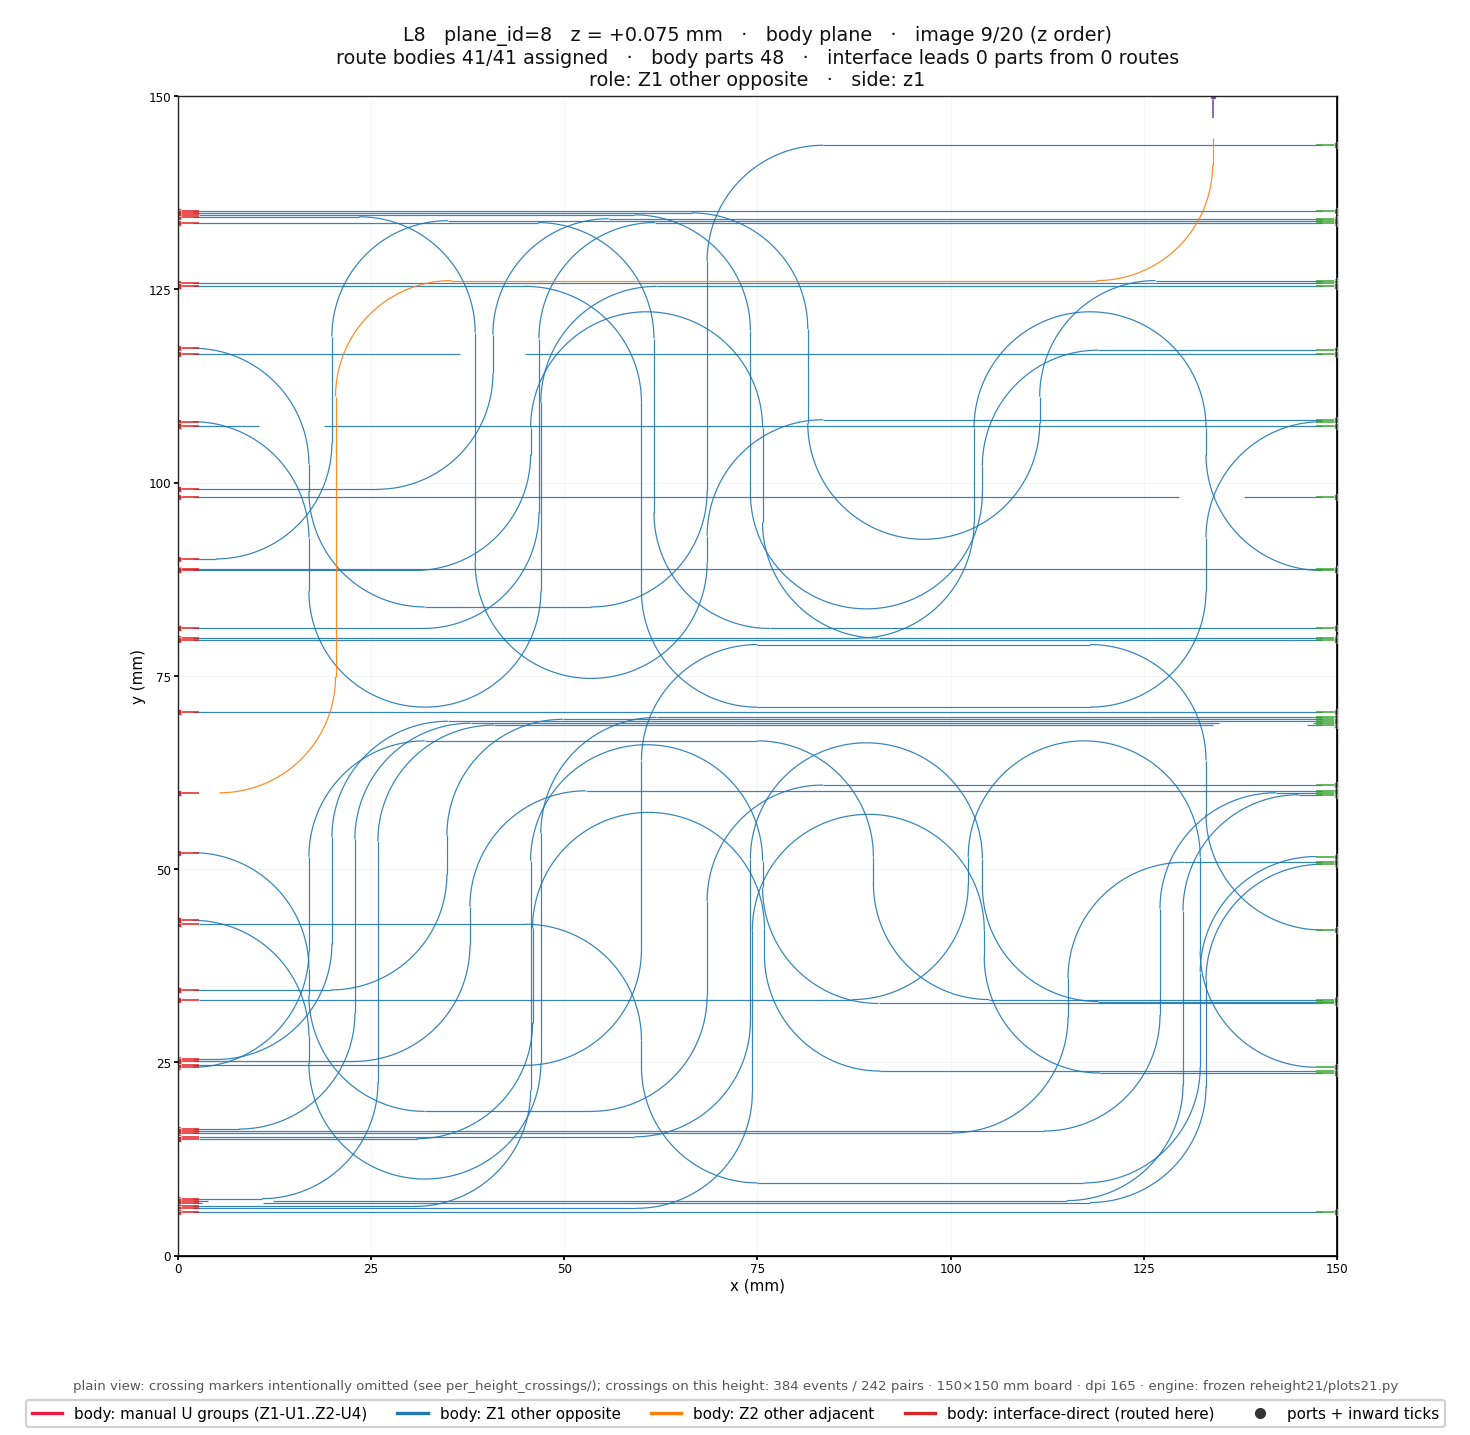 L8   plane_id=8   z = +0.075 mm   ·   body plane   ·   image 9/20 (z order)
route bodies 41/41 assigned   ·   body parts 48   ·   interface leads 0 parts from 0 routes
role: Z1 other opposite   ·   side: z1
150
125
100
75
50
25
0
y (mm)
0 25 50 75 100 125 150
x (mm)
plain view: crossing markers intentionally omitted (see per_height_crossings/); crossings on this height: 384 events / 242 pairs · 150×150 mm board · dpi 165 · engine: frozen reheight21/plots21.py
body: manual U groups (Z1-U1..Z2-U4) body: Z1 other opposite body: Z2 other adjacent body: interface-direct (routed here) ports + inward ticks